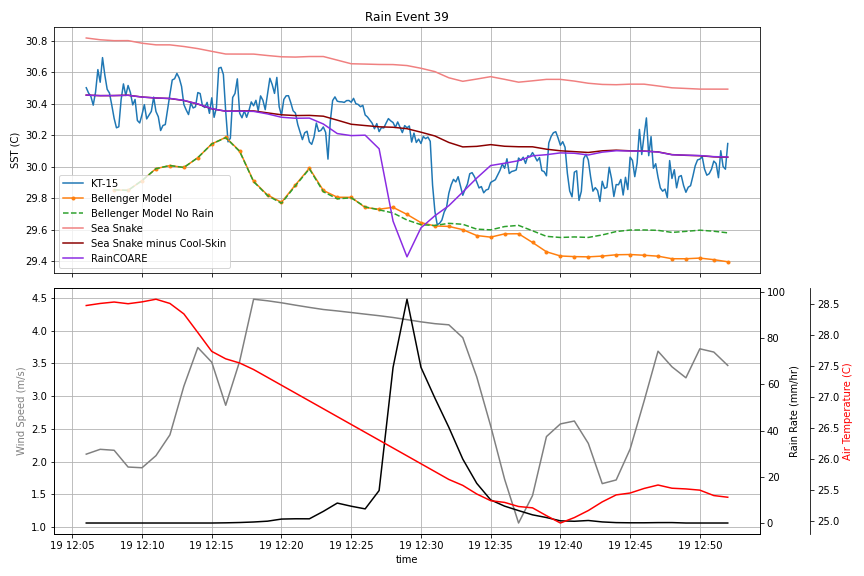 Rain Event 39
SST (C)
30.8
30.6
30.4
30.2
30.0
29.8
29.6
29.4
KT-15
Bellenger Model
Bellenger Model No Rain
Sea Snake
Sea Snake minus Cool-Skin
RainCOARE
Wind Speed (m/s)
4.5
4.0
3.5
3.0
2.5
2.0
1.5
1.0
100
80
60
40
20
0
Rain Rate (mm/hr)
28.5
28.0
27.5
27.0
26.5
26.0
25.5
25.0
Air Temperature (C)
19 12:05 19 12:10 19 12:15 19 12:20 19 12:25 19 12:30 19 12:35 19 12:40 19 12:45 19 12:50
time